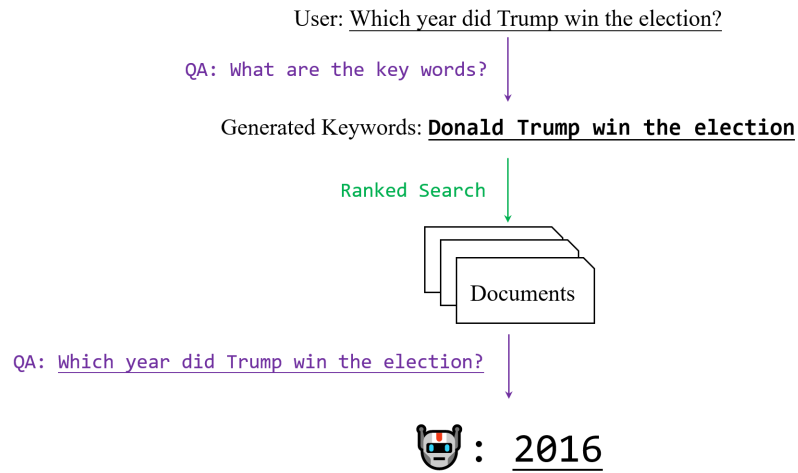 User: Which year did Trump win the election?
QA: What are the key words?
Generated Keywords: Donald Trump win the election
Ranked Search
Documents
QA: Which year did Trump win the election?
: 2016